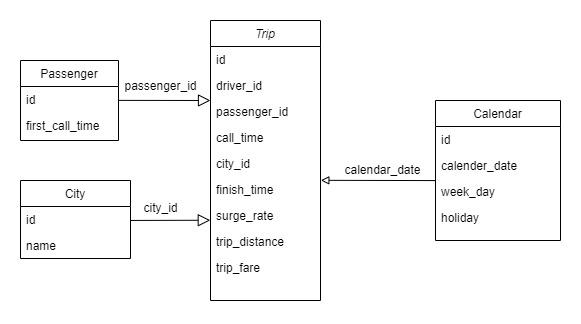 Trip
id
driver_id
passenger_id
call_time
city_id
finish_time
surge_rate
trip_distance
trip_fare
Passenger
id
first_call_time
passenger_id
City
id
name
city_id
Calendar
id
calender_date
week_day
holiday
calendar_date